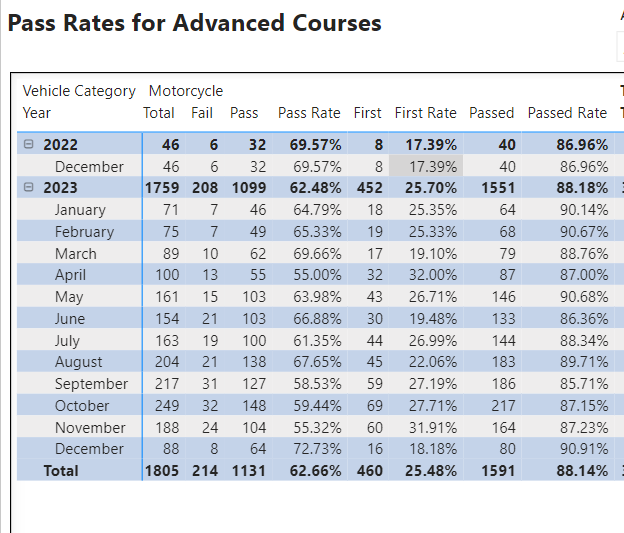 Pass Rates for Advanced Courses
Vehicle Category Motorcycle
Year Total Fail Pass Pass Rate First First Rate Passed Passed Rate
2022 46 6 32 69.57% 8 17.39% 40 86.96%
December 46 6 32 69.57% 8 17.39% 40 86.96%
2023 1759 208 1099 62.48% 452 25.70% 1551 88.18%
January 71 7 46 64.79% 18 25.35% 64 90.14%
February 75 7 49 65.33% 19 25.33% 68 90.67%
March 89 10 62 69.66% 17 19.10% 79 88.76%
April 100 13 55 55.00% 32 32.00% 87 87.00%
May 161 15 103 63.98% 43 26.71% 146 90.68%
June 154 21 103 66.88% 30 19.48% 133 86.36%
July 163 19 100 61.35% 44 26.99% 144 88.34%
August 204 21 138 67.65% 45 22.06% 183 89.71%
September 217 31 127 58.53% 59 27.19% 186 85.71%
October 249 32 148 59.44% 69 27.71% 217 87.15%
November 188 24 104 55.32% 60 31.91% 164 87.23%
December 88 8 64 72.73% 16 18.18% 80 90.91%
Total 1805 214 1131 62.66% 460 25.48% 1591 88.14%